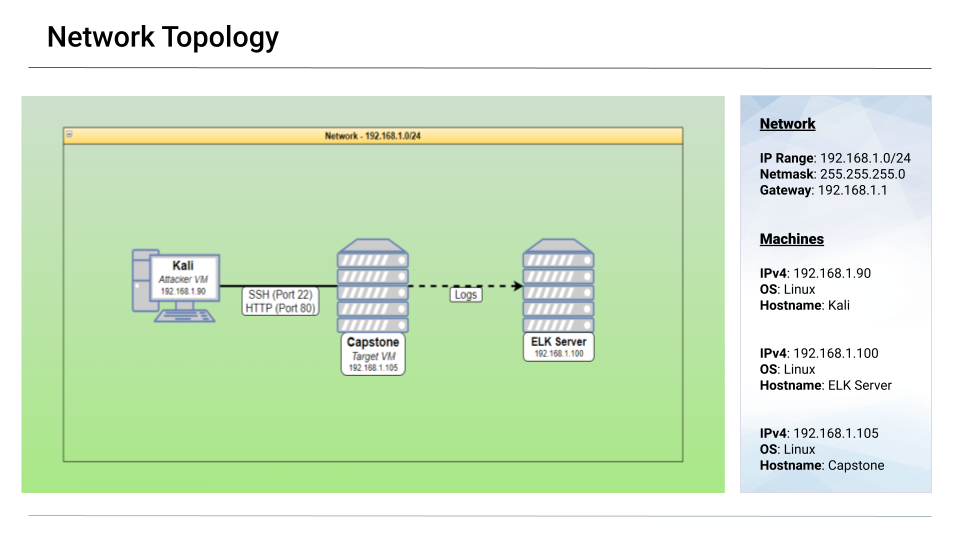 Network Topology
Network - 192.168.1.0/24
Kali
Attacker VM
192.168.1.90
SSH (Port 22)
HTTP (Port 80)
Capstone
Target VM
192.168.1.105
Logs
ELK Server
192.168.1.100
Network
IP Range: 192.168.1.0/24
Netmask: 255.255.255.0
Gateway: 192.168.1.1
Machines
IPv4: 192.168.1.90
OS: Linux
Hostname: Kali
IPv4: 192.168.1.100
OS: Linux
Hostname: ELK Server
IPv4: 192.168.1.105
OS: Linux
Hostname: Capstone